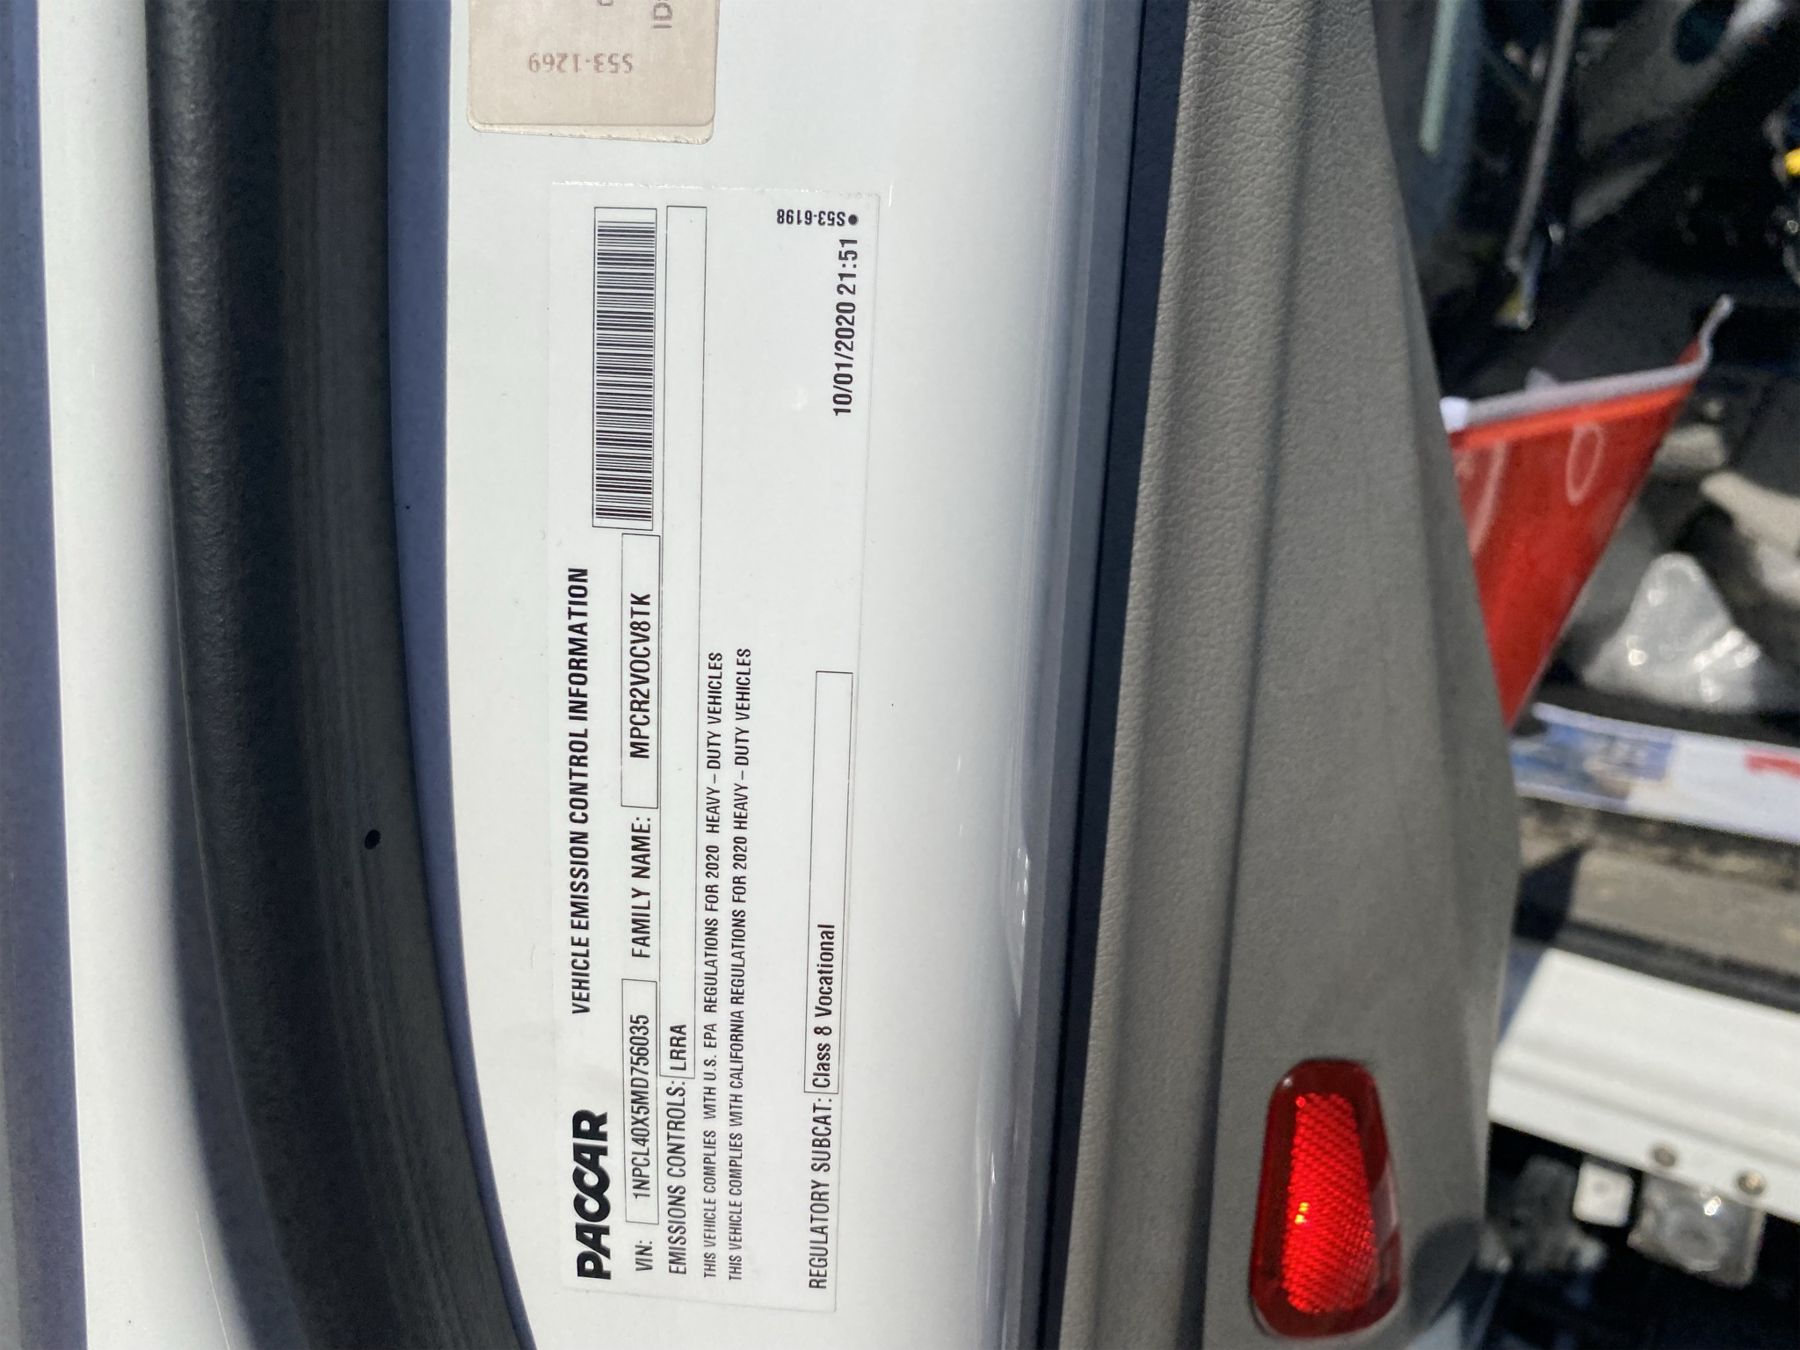 S53-1269
ID
PACCAR
VEHICLE EMISSION CONTROL INFORMATION
VIN: 1NPCL40X5MD756035 FAMILY NAME: MPCR2VOCV8TK
EMISSIONS CONTROLS: LRRA
THIS VEHICLE COMPLIES WITH U.S. EPA REGULATIONS FOR 2020 HEAVY – DUTY VEHICLES
THIS VEHICLE COMPLIES WITH CALIFORNIA REGULATIONS FOR 2020 HEAVY – DUTY VEHICLES
REGULATORY SUBCAT: Class 8 Vocational
10/01/2020 21:51
•S53-6198